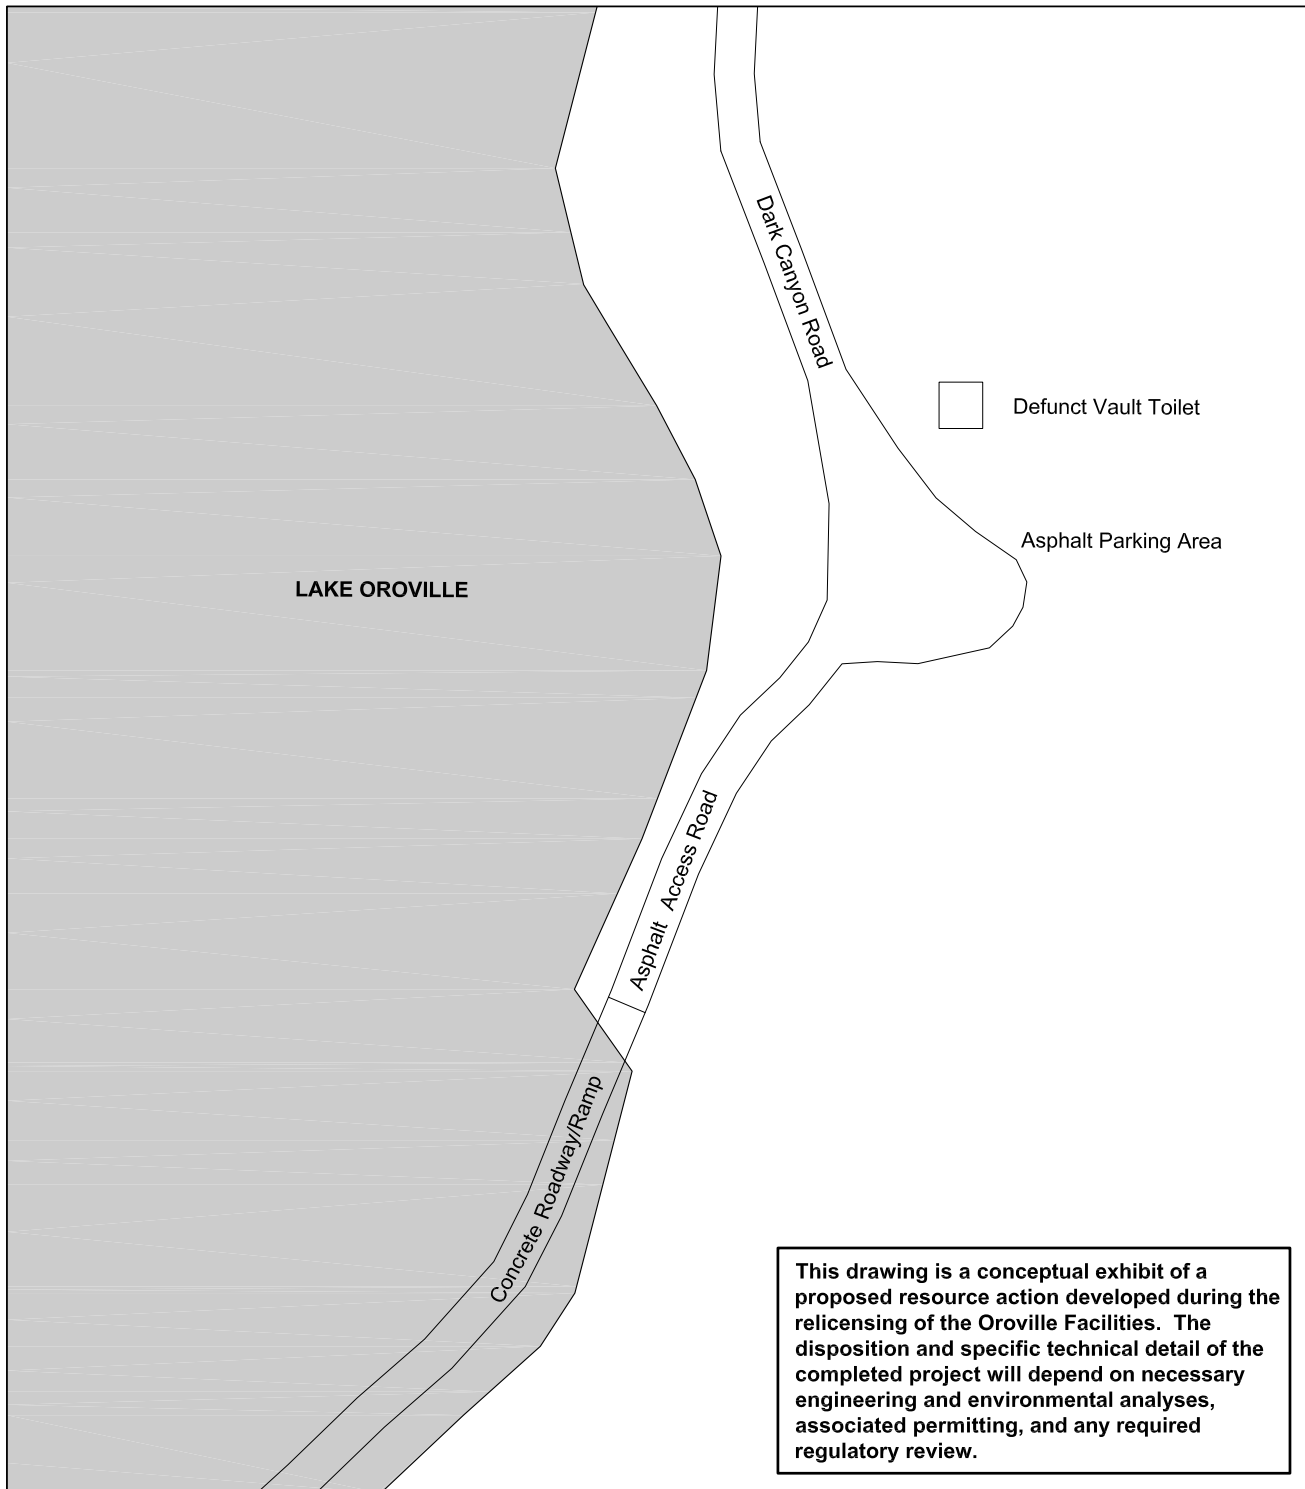 Dark Canyon Road
Defunct Vault Toilet
Asphalt Parking Area
LAKE OROVILLE
Asphalt Access Road
Concrete Roadway/Ramp
This drawing is a conceptual exhibit of a
proposed resource action developed during the
relicensing of the Oroville Facilities. The
disposition and specific technical detail of the
completed project will depend on necessary
engineering and environmental analyses,
associated permitting, and any required
regulatory review.